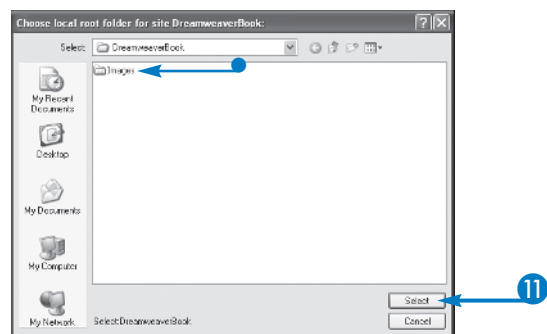 Choose local root folder for site DreamweaverBook:
Select: DreamweaverBook
Images
My Recent
Documents
Desktop
My Documents
My Computer
My Network
Select: DreamweaverBook
Select
Cancel
11